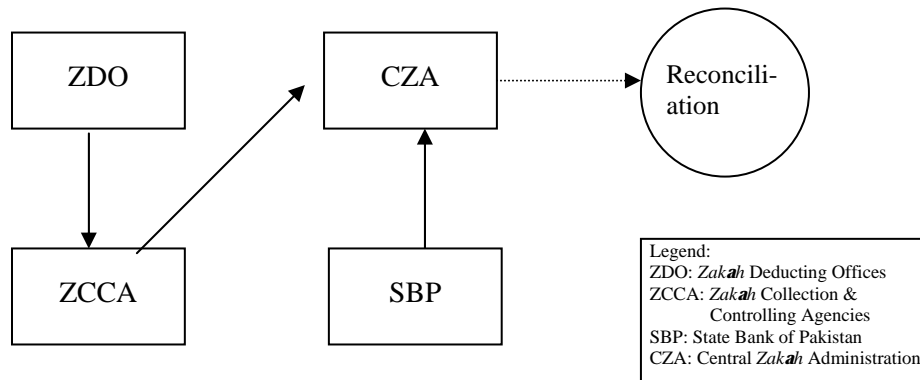 ZDO
CZA
Reconcili-
ation
ZCCA
SBP
Legend:
ZDO: Zakah Deducting Offices
ZCCA: Zakah Collection &
Controlling Agencies
SBP: State Bank of Pakistan
CZA: Central Zakah Administration